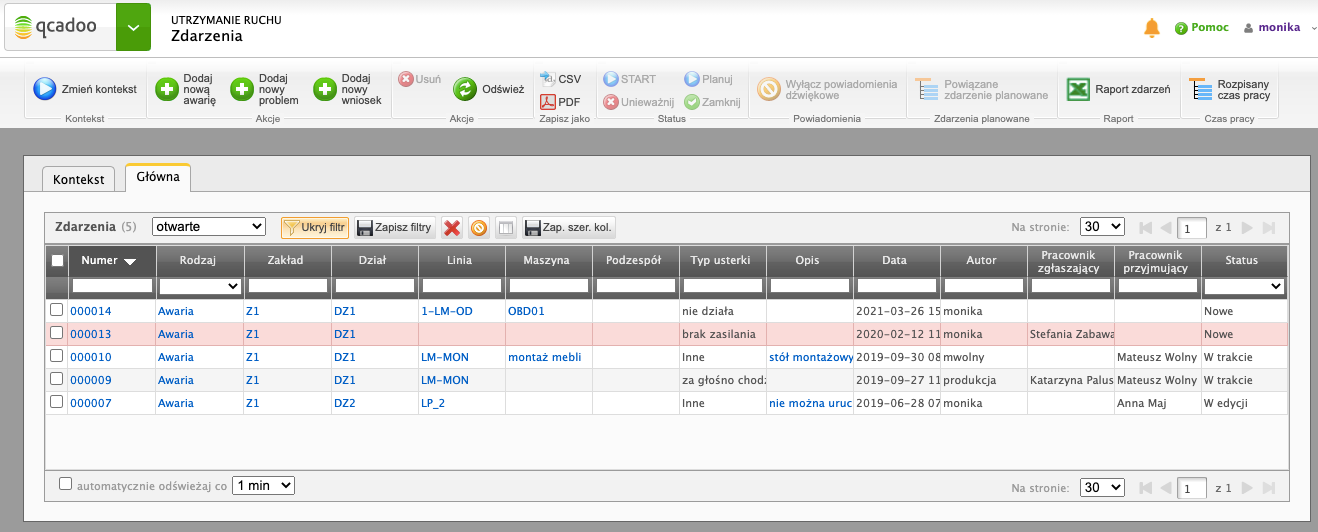 qcadoo
UTRZYMANIE RUCHU
Zdarzenia
Pomoc
monika
Zmień kontekst
Kontekst
Dodaj nową awarię
Dodaj nowy problem
Dodaj nowy wniosek
Akcje
Usuń
Odśwież
Akcje
CSV
PDF
Zapisz jako
START
Planuj
Unieważnij
Zamknij
Status
Wyłącz powiadomienia dźwiękowe
Powiadomienia
Powiązane zdarzenie planowane
Zdarzenia planowane
Raport zdarzeń
Raport
Rozpisany czas pracy
Czas pracy
Kontekst
Główna
Zdarzenia (5)
otwarte
Ukryj filtr
Zapisz filtry
Zap. szer. kol.
Na stronie: 30 1 z 1
Numer Rodzaj Zakład Dział Linia Maszyna Podzespół Typ usterki Opis Data Autor Pracownik zgłaszający Pracownik przyjmujący Status
000014 Awaria Z1 DZ1 1-LM-OD OBD01 nie działa 2021-03-26 15 monika Nowe
000013 Awaria Z1 DZ1 brak zasilania 2020-02-12 11 monika Stefania Zabawa Nowe
000010 Awaria Z1 DZ1 LM-MON montaż mebli Inne stół montażowy 2019-09-30 08 mwolny Mateusz Wolny W trakcie
000009 Awaria Z1 DZ1 LM-MON za głośno chodz 2019-09-27 11 produkcja Katarzyna Palus Mateusz Wolny W trakcie
000007 Awaria Z1 DZ2 LP_2 Inne nie można uruc 2019-06-28 07 monika Anna Maj W edycji
automatycznie odświeżaj co 1 min
Na stronie: 30 1 z 1